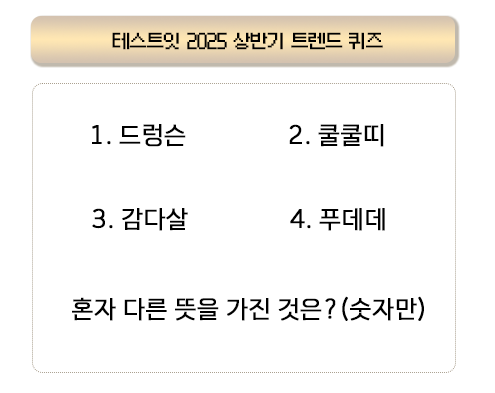 테스트잇 2025 상반기 트렌드 퀴즈
1. 드렁슨 2. 쿨쿨띠
3. 감다살 4. 푸데데
혼자 다른 뜻을 가진 것은?(숫자만)